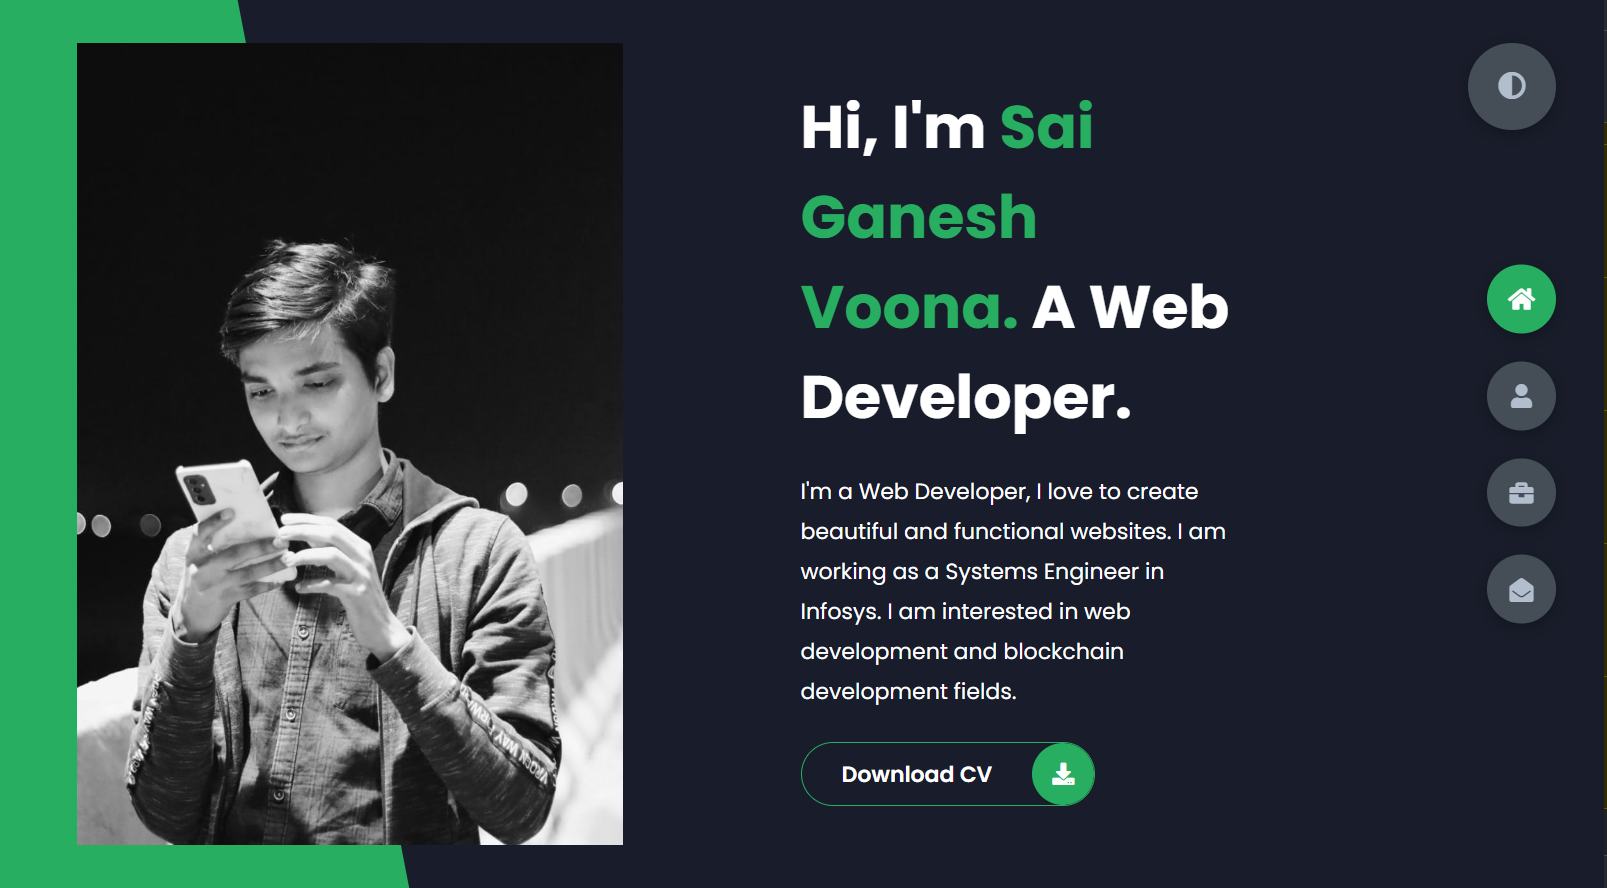 Hi, I'm Sai
Ganesh
Voona. A Web
Developer.
I'm a Web Developer, I love to create
beautiful and functional websites. I am
working as a Systems Engineer in
Infosys. I am interested in web
development and blockchain
development fields.
Download CV